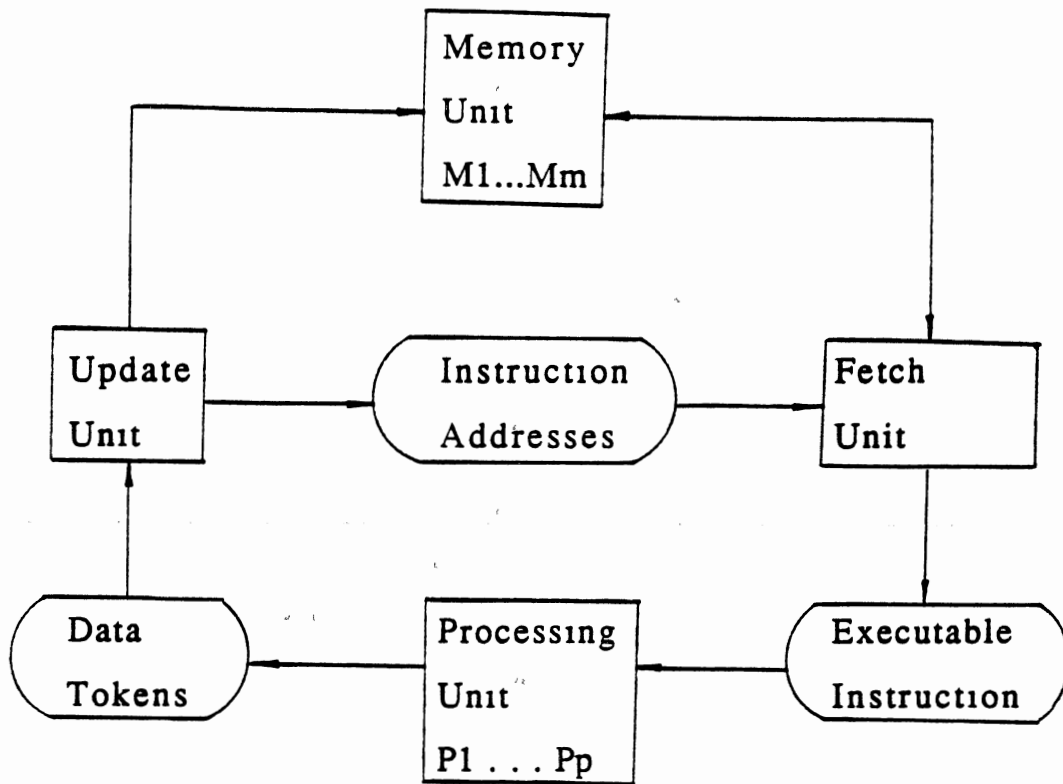 Memory
Unit
M1...Mm
Update
Unit
Instruction
Addresses
Fetch
Unit
Data
Tokens
Processing
Unit
P1 . . . Pp
Executable
Instruction